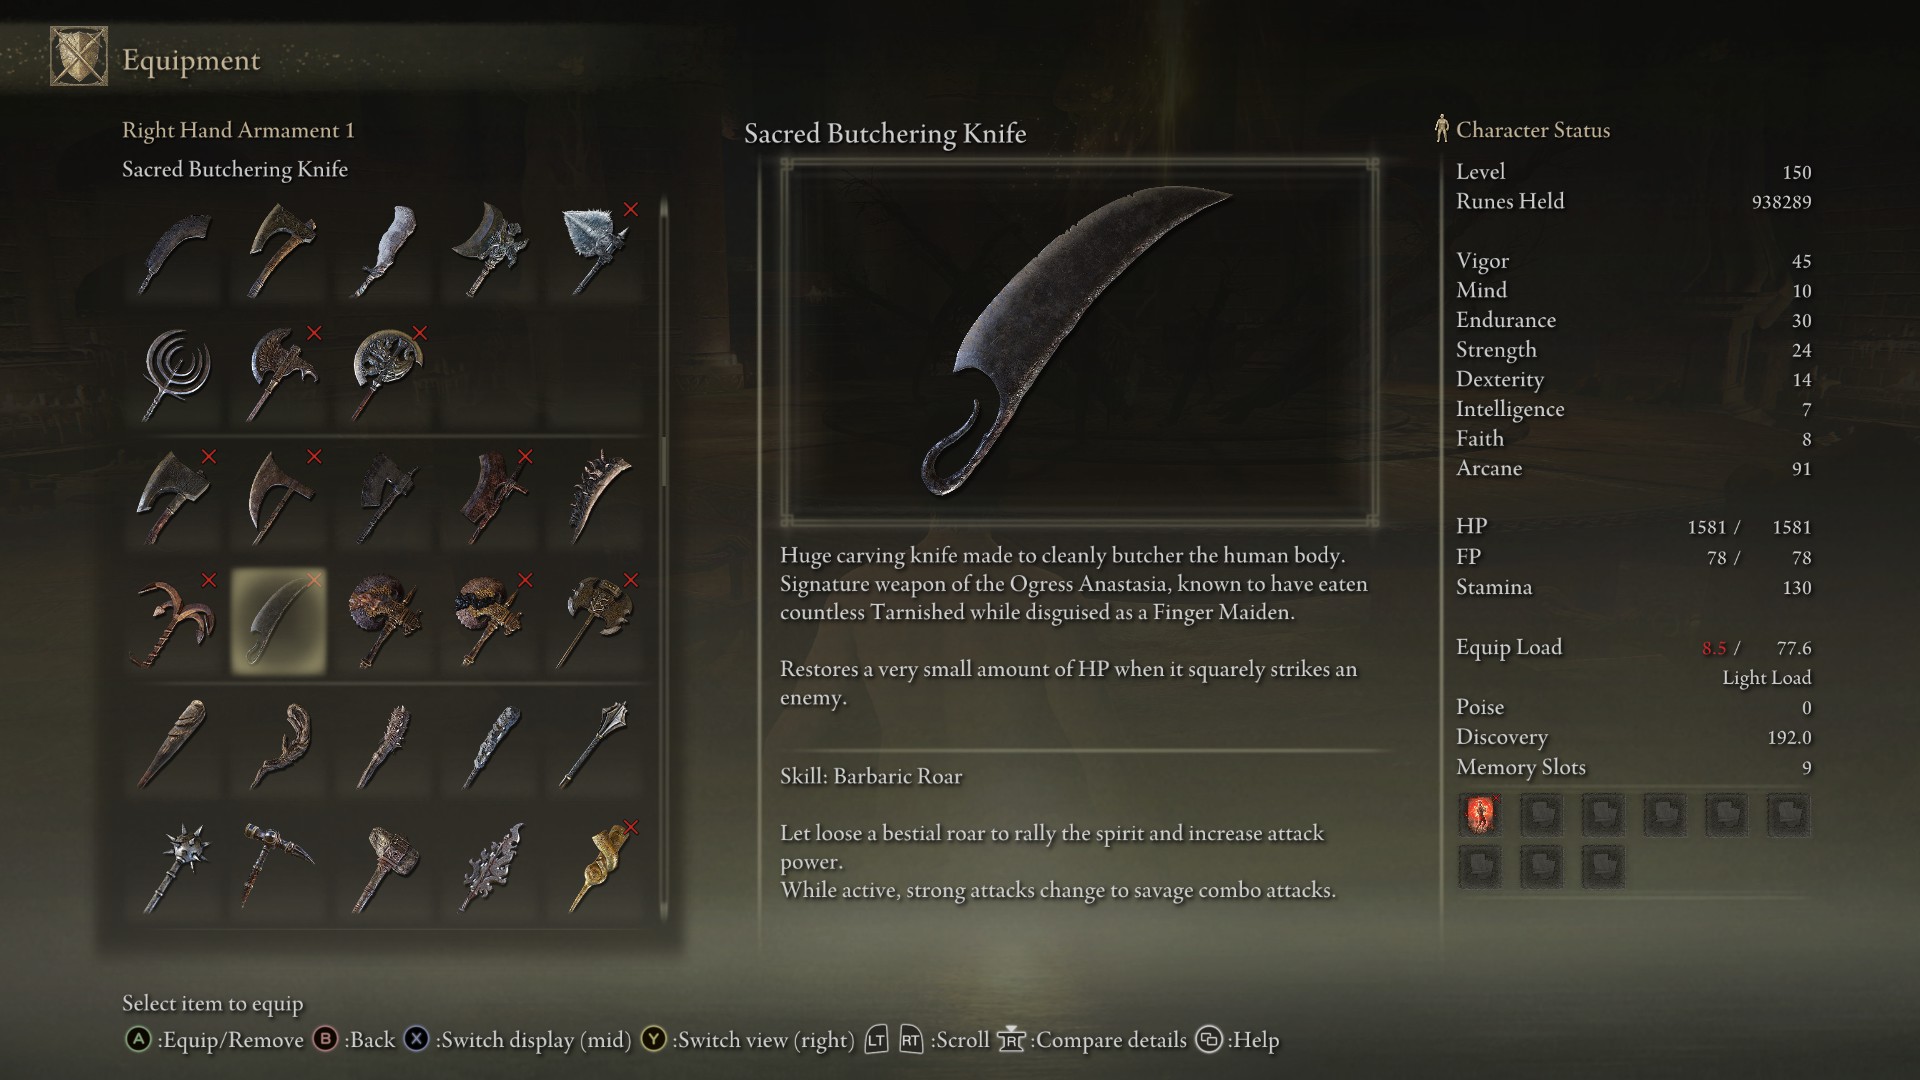 Equipment
Right Hand Armament 1
Sacred Butchering Knife
Sacred Butchering Knife
Huge carving knife made to cleanly butcher the human body.
Signature weapon of the Ogress Anastasia, known to have eaten
countless Tarnished while disguised as a Finger Maiden.
Restores a very small amount of HP when it squarely strikes an
enemy.
Skill: Barbaric Roar
Let loose a bestial roar to rally the spirit and increase attack
power.
While active, strong attacks change to savage combo attacks.
Character Status
Level 150
Runes Held 938289
Vigor 45
Mind 10
Endurance 30
Strength 24
Dexterity 14
Intelligence 7
Faith 8
Arcane 91
HP 1581 / 1581
FP 78 / 78
Stamina 130
Equip Load 8.5 / 77.6
Light Load
Poise 0
Discovery 192.0
Memory Slots 9
Select item to equip
A :Equip/Remove B :Back X :Switch display (mid) Y :Switch view (right) LT RT :Scroll R :Compare details :Help